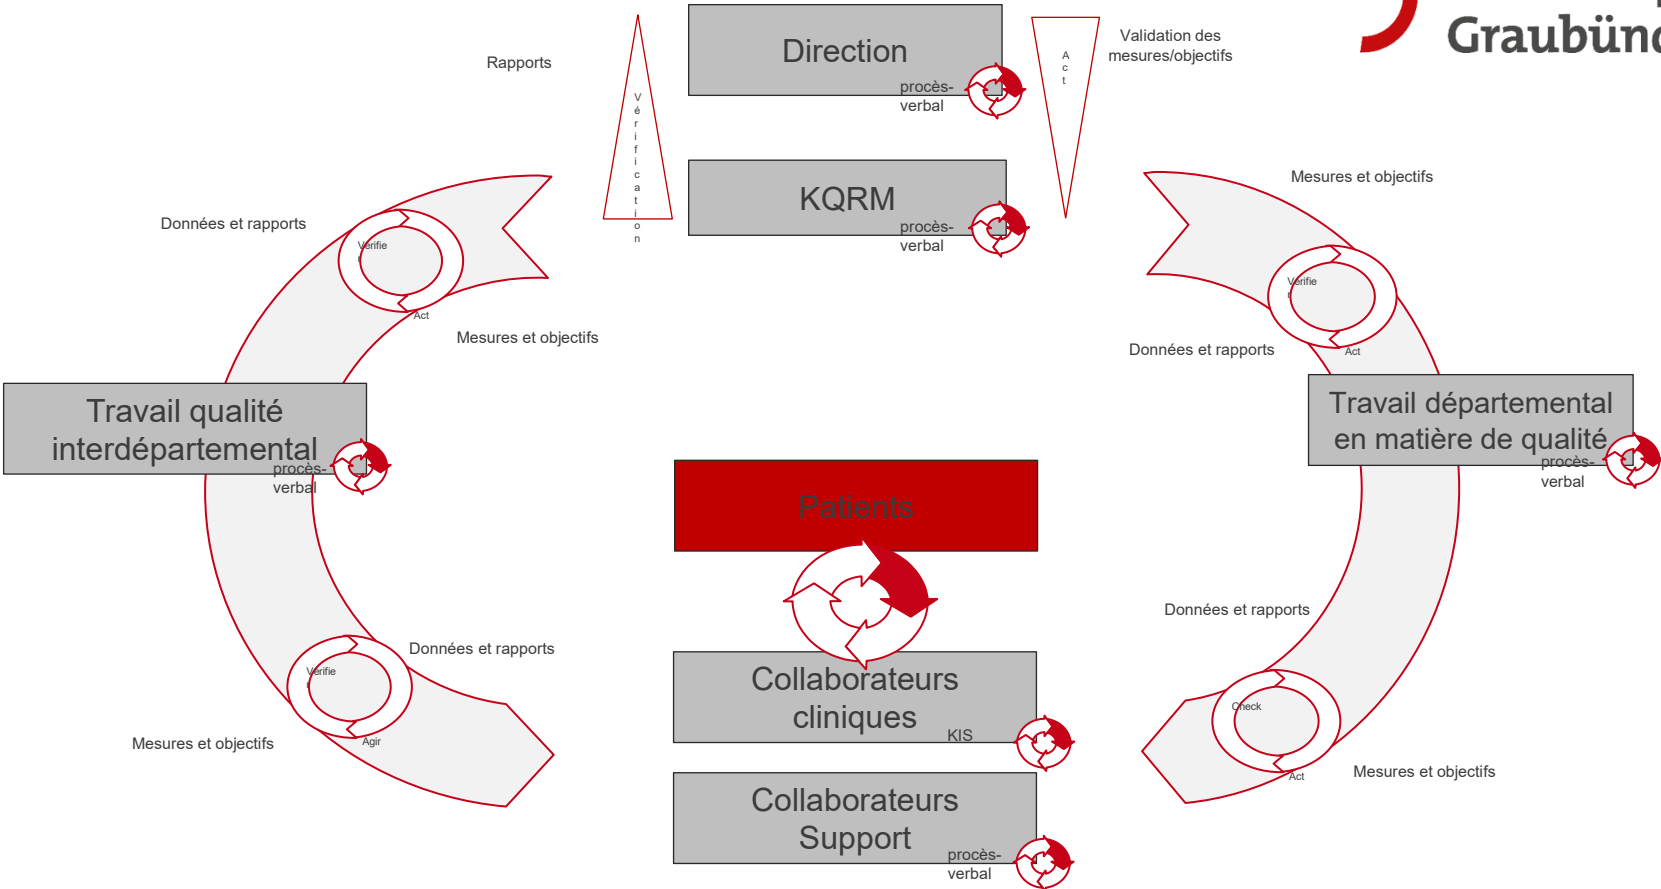 Graubünd
Direction
Rapports
Validation des
mesures/objectifs
Act
procès-
verbal
Vérification
KQRM
procès-
verbal
Mesures et objectifs
Données et rapports
Vérifie
r
Act
Mesures et objectifs
Vérifie
r
Act
Données et rapports
Travail qualité
interdépartemental
procès-
verbal
Travail départemental
en matière de qualité
procès-
verbal
Patients
Données et rapports
Données et rapports
Vérifie
r
Agir
Mesures et objectifs
Collaborateurs
cliniques
KIS
Check
Act
Mesures et objectifs
Collaborateurs
Support
procès-
verbal